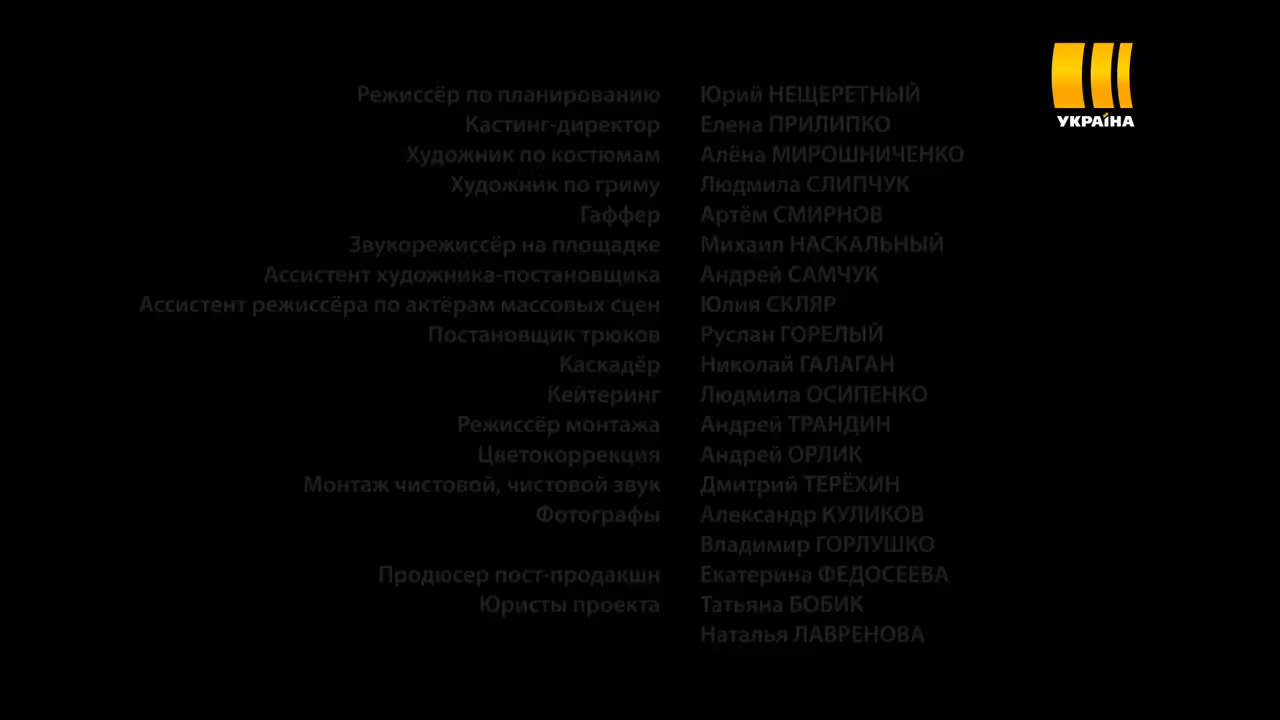 УКРАЇНА
Режиссёр по планированию Юрий НЕЩЕРЕТНЫЙ
Кастинг-директор Елена ПРИЛИПКО
Художник по костюмам Алёна МИРОШНИЧЕНКО
Художник по гриму Людмила СЛИПЧУК
Гаффер Артём СМИРНОВ
Звукорежиссёр на площадке Михаил НАСКАЛЬНЫЙ
Ассистент художника-постановщика Андрей САМЧУК
Ассистент режиссёра по актёрам массовых сцен Юлия СКЛЯР
Постановщик трюков Руслан ГОРЕЛЫЙ
Каскадёр Николай ГАЛАГАН
Кейтеринг Людмила ОСИПЕНКО
Режиссёр монтажа Андрей ТРАНДИН
Цветокоррекция Андрей ОРЛИК
Монтаж чистовой, чистовой звук Дмитрий ТЕРЁХИН
Фотографы Александр КУЛИКОВ
Владимир ГОРЛУШКО
Продюсер пост-продакшн Екатерина ФЕДОСЕЕВА
Юристы проекта Татьяна БОБИК
Наталья ЛАВРЕНОВА